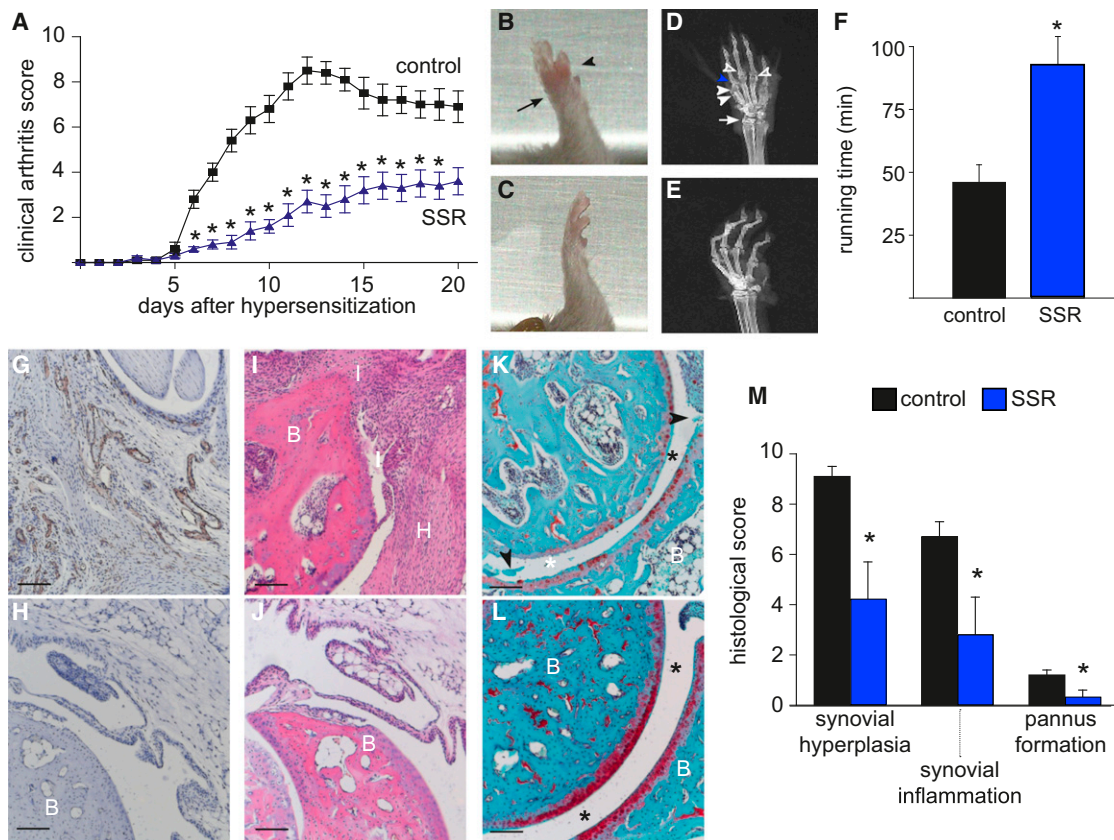 A
clinical arthritis score
10
8
6
4
2
control
SSR
* * * * * * * * * * * * * *
5
10
15
20
days after hypersensitization
B
C
D
E
F
running time (min)
100
75
50
25
*
control
SSR
G
H
B
I
I
B
I
H
J
B
K
*
*
B
L
B
*
B
*
M
control
SSR
histological score
10
8
6
4
2
0
*
*
*
synovial
hyperplasia
synovial
inflammation
pannus
formation